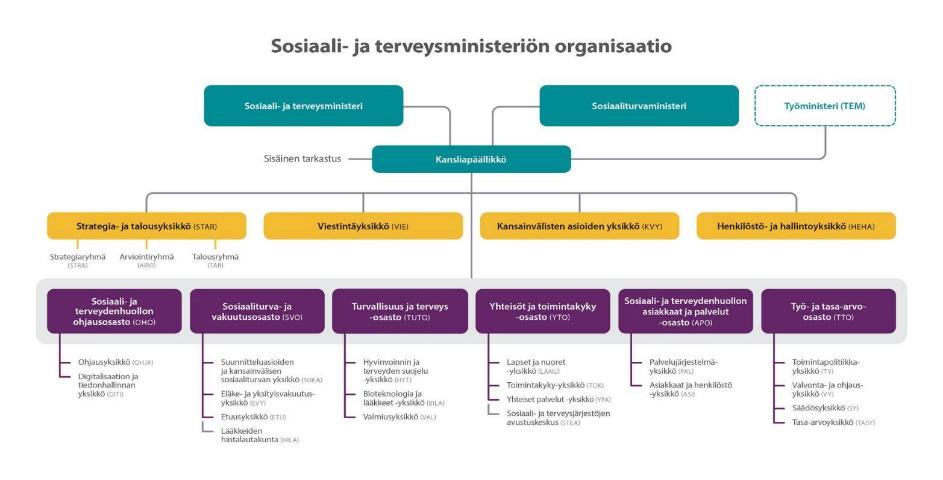 Sosiaali- ja terveysministeriön organisaatio
Sosiaali- ja terveysministeri
Sosiaaliturvaministeri
Työministeri (TEM)
Sisäinen tarkastus
Kansliapäällikkö
Strategia- ja talousyksikkö (STAR)
Viestintäyksikkö (VIE)
Kansainvälisten asioiden yksikkö (KVY)
Henkilöstö- ja hallintoyksikkö (HEHA)
Strategiaryhmä
(STRA)
Arviointiryhmä
(ARVI)
Talousryhmä
(TAR)
Sosiaali- ja
terveydenhuollon
ohjausosasto (OHO)
Ohjausyksikkö (OHJA)
Digitalisaation ja
tiedonhallinnan
yksikkö (DITI)
Sosiaaliturva- ja
vakuutusosasto (SVO)
Suunnitteluasioiden
ja kansainvälisen
sosiaaliturvan yksikkö (SUKA)
Eläke- ja yksityisvakuutus-
yksikkö (EVY)
Etuusyksikkö (ETU)
Lääkkeiden
hintalautakunta (HILA)
Turvallisuus ja terveys
-osasto (TUTO)
Hyvinvoinnin ja
terveyden suojelu
-yksikkö (HYT)
Bioteknologia ja
lääkkeet -yksikkö (BILA)
Valmiusyksikkö (VAL)
Yhteisöt ja toimintakyky
-osasto (YTO)
Lapset ja nuoret
-yksikkö (LANU)
Toimintakyky-yksikkö (TOK)
Yhteiset palvelut -yksikkö (YPA)
Sosiaali- ja terveysjärjestöjen
avustuskeskus (STEA)
Sosiaali- ja terveydenhuollon
asiakkaat ja palvelut
-osasto (APO)
Palvelujärjestelmä-
yksikkö (PAL)
Asiakkaat ja henkilöstö
-yksikkö (ASI)
Työ- ja tasa-arvo-
osasto (TTO)
Toimintapolitiikka-
yksikkö (TY)
Valvonta- ja ohjaus-
yksikkö (VY)
Säädösyksikkö (SY)
Tasa-arvoyksikkö (TASY)